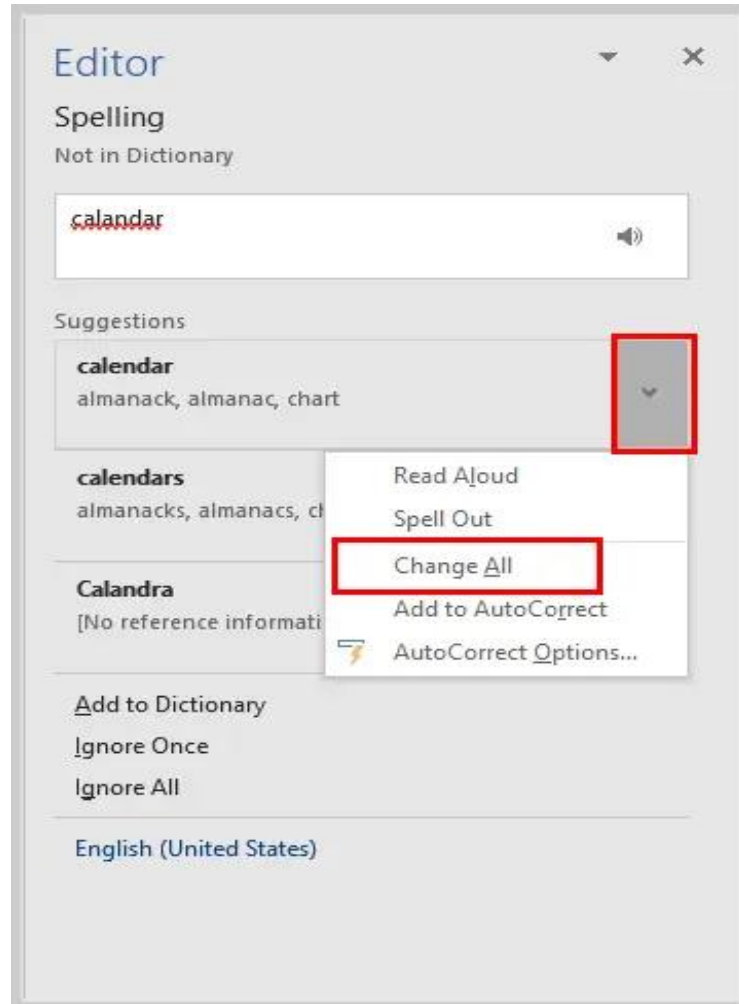 Editor
Spelling
Not in Dictionary
calandar
Suggestions
calendar
almanack, almanac, chart
calendars
almanacks, almanacs,
Calandra
[No reference
Read Aloud
Spell Out
Change All
Add to AutoCorrect
AutoCorrect Options...
Add to Dictionary
Ignore Once
Ignore All
English (United States)